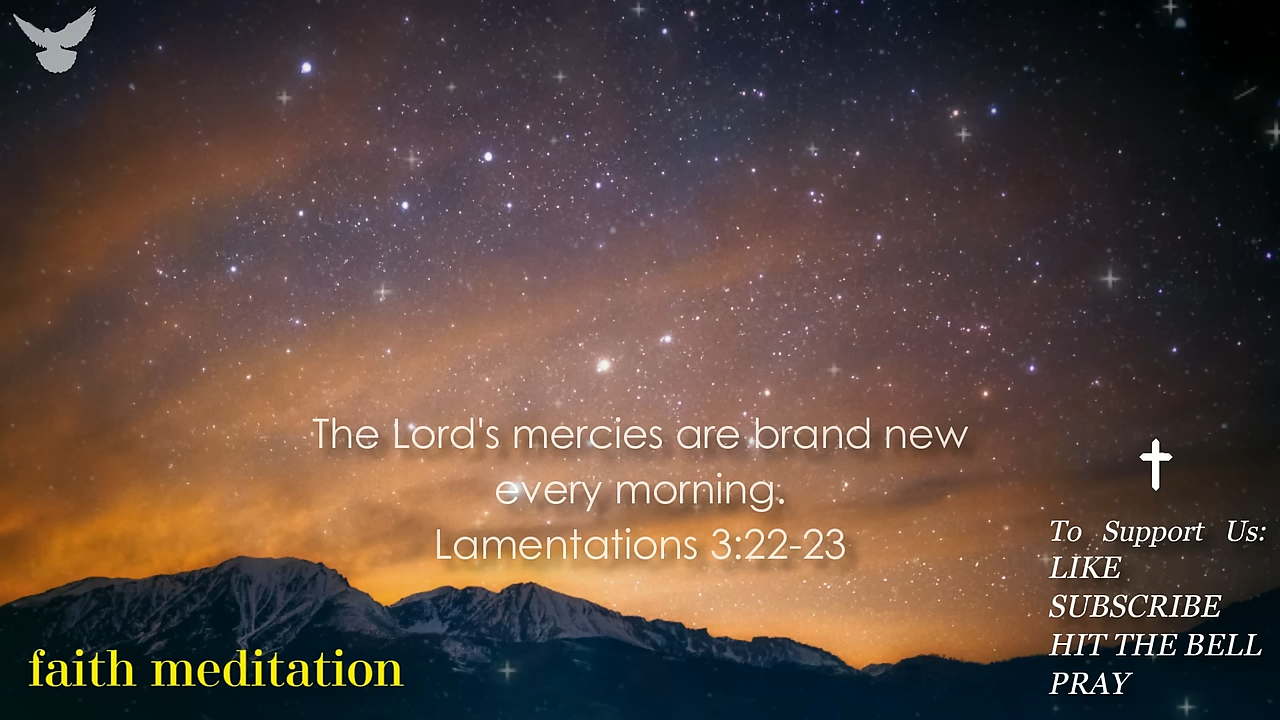 The Lord's mercies are brand new
every morning.
Lamentations 3:22-23
To Support Us:
LIKE
SUBSCRIBE
HIT THE BELL
PRAY
faith meditation